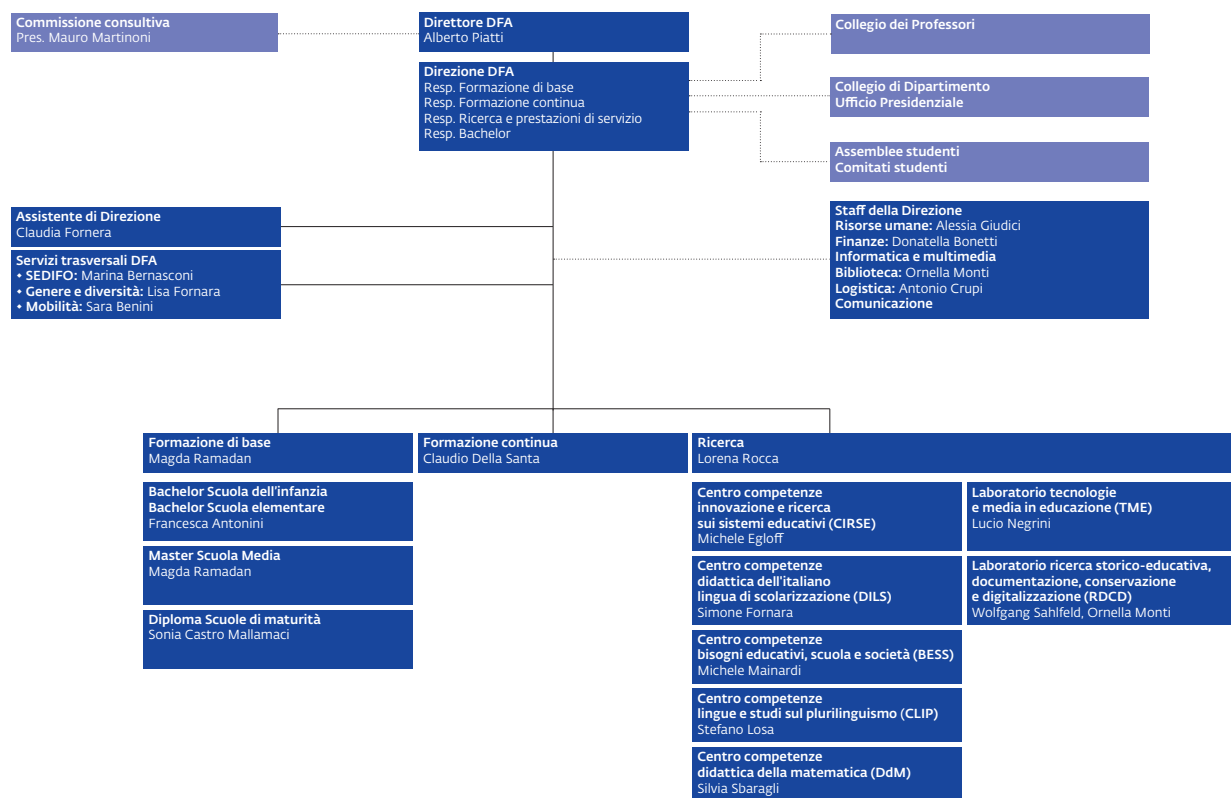 Commissione consultiva
Pres. Mauro Martinoni
Direttore DFA
Alberto Piatti
Direzione DFA
Resp. Formazione di base
Resp. Formazione continua
Resp. Ricerca e prestazioni di servizio
Resp. Bachelor
Collegio dei Professori
Collegio di Dipartimento
Ufficio Presidenziale
Assemblee studenti
Comitati studenti
Assistente di Direzione
Claudia Fornera
Servizi trasversali DFA
• SEDIFO: Marina Bernasconi
• Genere e diversità: Lisa Fornara
• Mobilità: Sara Benini
Staff della Direzione
Risorse umane: Alessia Giudici
Finanze: Donatella Bonetti
Informatica e multimedia
Biblioteca: Ornella Monti
Logistica: Antonio Crupi
Comunicazione
Formazione di base
Magda Ramadan
Bachelor Scuola dell'infanzia
Bachelor Scuola elementare
Francesca Antonini
Master Scuola Media
Magda Ramadan
Diploma Scuole di maturità
Sonia Castro Mallamaci
Formazione continua
Claudio Della Santa
Ricerca
Lorena Rocca
Centro competenze
innovazione e ricerca
sui sistemi educativi (CIRSE)
Michele Egloff
Centro competenze
didattica dell'italiano
lingua di scolarizzazione (DILS)
Simone Fornara
Centro competenze
bisogni educativi, scuola e società (BESS)
Michele Mainardi
Centro competenze
lingue e studi sul plurilinguismo (CLIP)
Stefano Losa
Centro competenze
didattica della matematica (DdM)
Silvia Sbaragli
Laboratorio tecnologie
e media in educazione (TME)
Lucio Negrini
Laboratorio ricerca storico-educativa,
documentazione, conservazione
e digitalizzazione (RDCD)
Wolfgang Sahlfeld, Ornella Monti